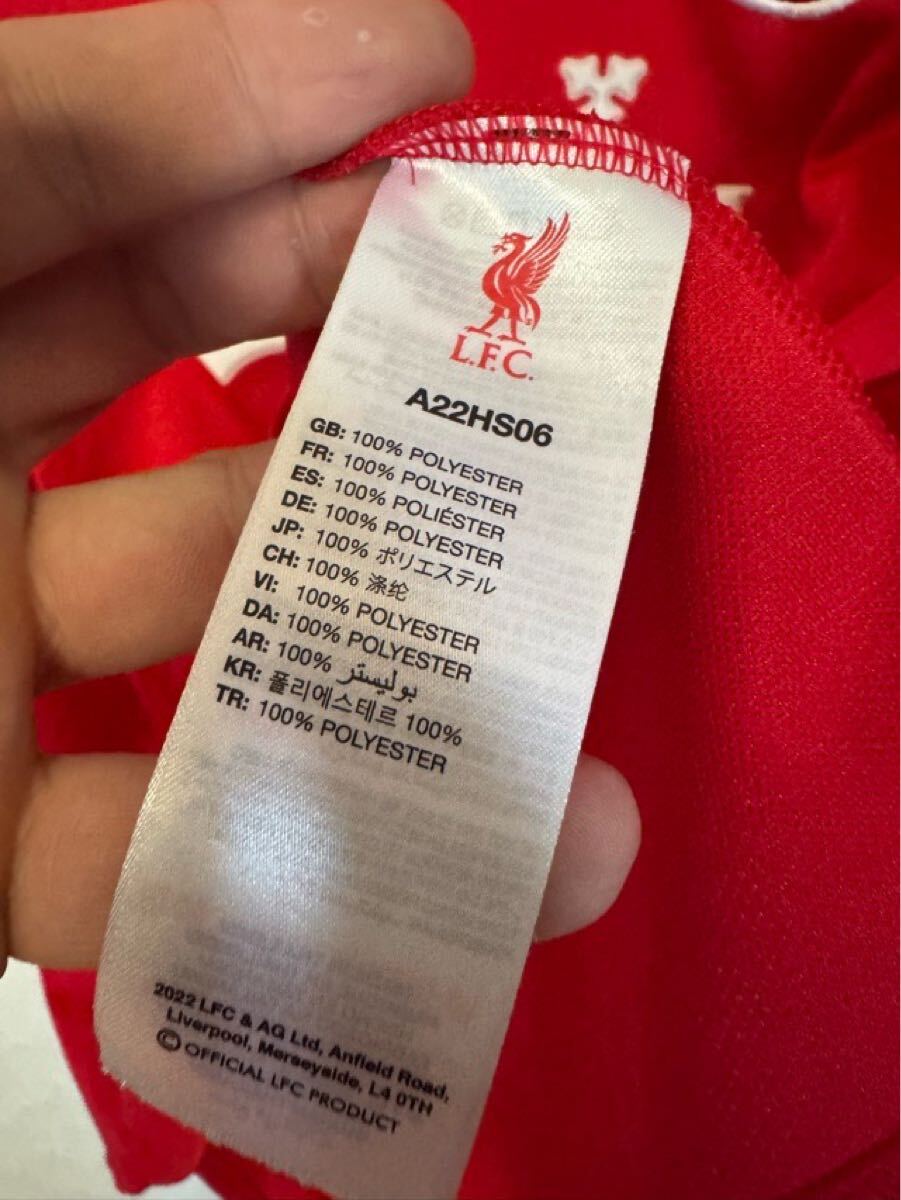 L.F.C.
A22HS06
GB: 100% POLYESTER
FR: 100% POLYESTER
ES: 100% POLIÉSTER
DE: 100% POLYESTER
JP: 100% ポリエステル
CH: 100% 涤纶
VI: 100% POLYESTER
DA: 100% POLYESTER
AR: 100% بوليستر
KR: 폴리에스테르 100%
TR: 100% POLYESTER
2022 LFC & AG Ltd, Anfield Road,
Liverpool, Merseyside, L4 0TH
© OFFICIAL LFC PRODUCT